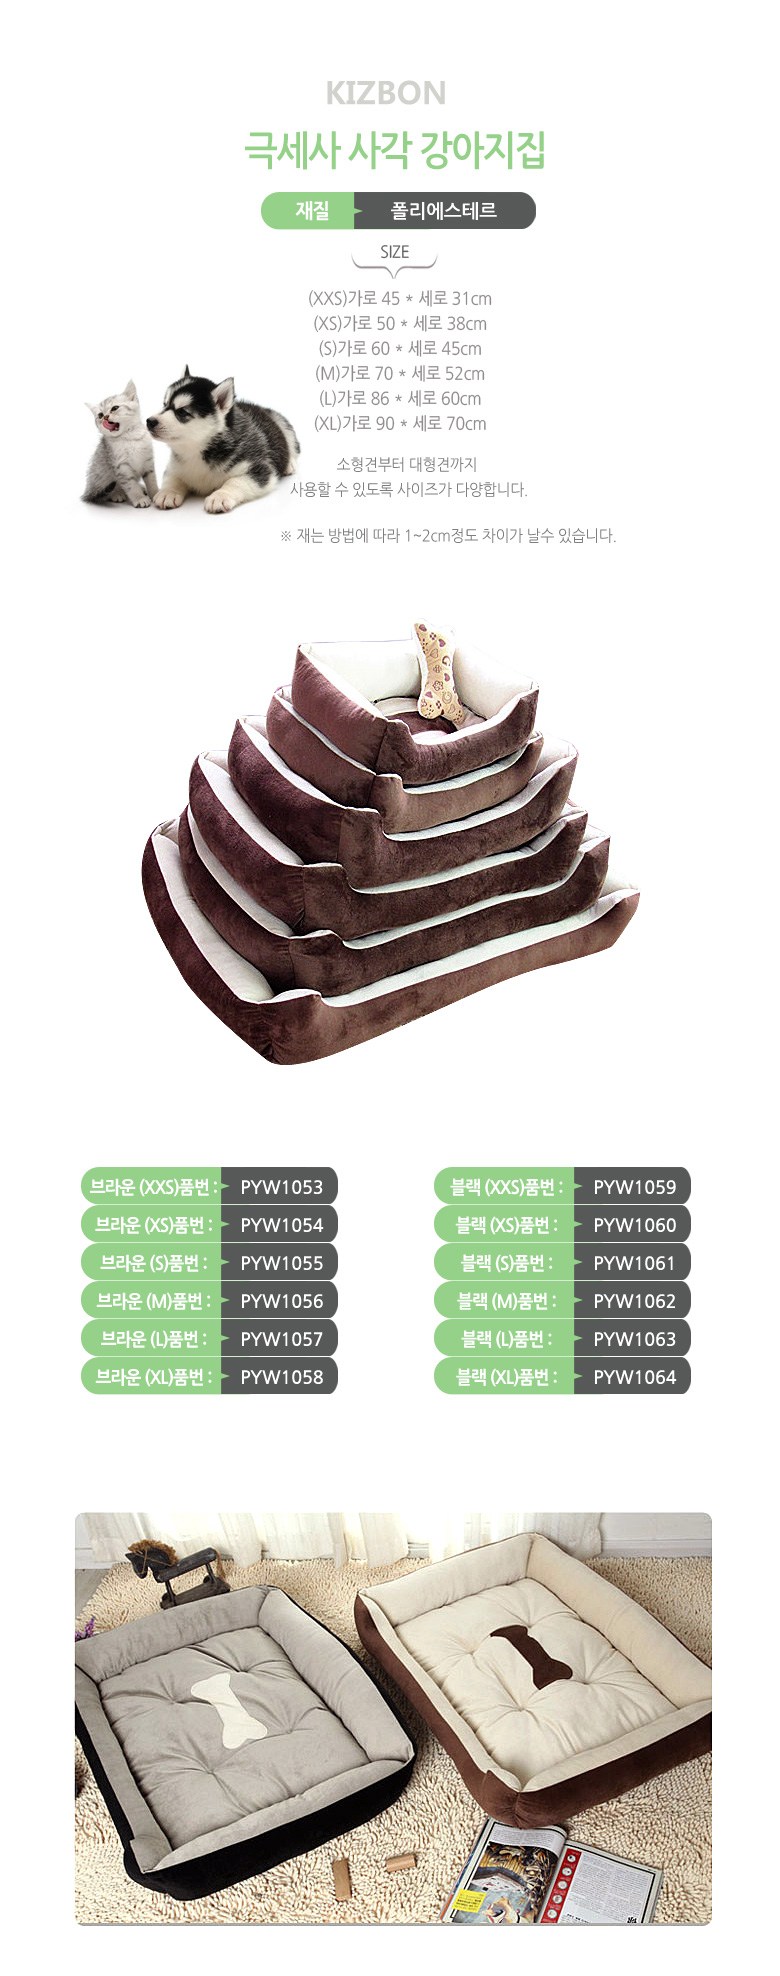 KIZBON
극세사 사각 강아지집
재질 폴리에스테르
SIZE
(XXS)가로 45 * 세로 31cm
(XS)가로 50 * 세로 38cm
(S)가로 60 * 세로 45cm
(M)가로 70 * 세로 52cm
(L)가로 86 * 세로 60cm
(XL)가로 90 * 세로 70cm
소형견부터 대형견까지
사용할 수 있도록 사이즈가 다양합니다.
※ 재는 방법에 따라 1~2cm정도 차이가 날수 있습니다.
브라운 (XXS)품번 : PYW1053
브라운 (XS)품번 : PYW1054
브라운 (S)품번 : PYW1055
브라운 (M)품번 : PYW1056
브라운 (L)품번 : PYW1057
브라운 (XL)품번 : PYW1058
블랙 (XXS)품번 : PYW1059
블랙 (XS)품번 : PYW1060
블랙 (S)품번 : PYW1061
블랙 (M)품번 : PYW1062
블랙 (L)품번 : PYW1063
블랙 (XL)품번 : PYW1064